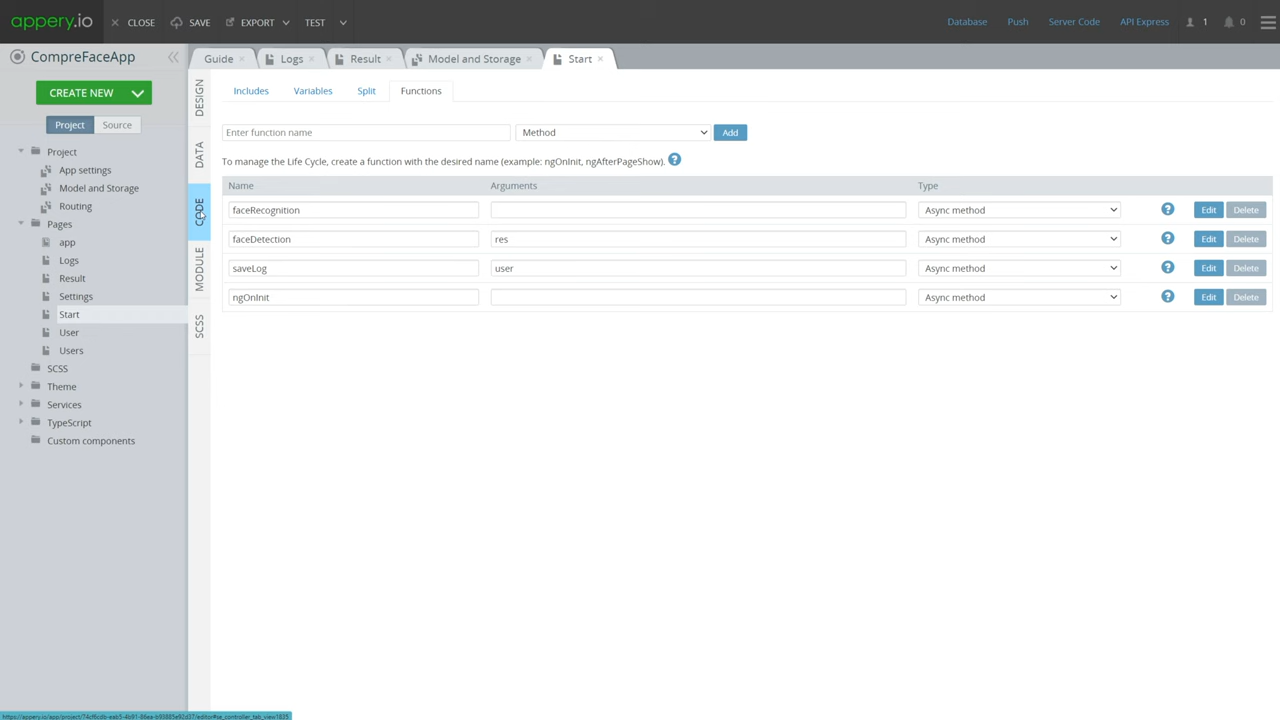 appery.io
CLOSE
SAVE
EXPORT
TEST
Database
Push
Server Code
API Express
1
0
CompreFaceApp
CREATE NEW
Project
Source
Project
App settings
Model and Storage
Routing
Pages
app
Logs
Result
Settings
Start
User
Users
SCSS
Theme
Services
TypeScript
Custom components
Guide
Logs
Result
Model and Storage
Start
DESIGN
DATA
CODE
MODULE
SCSS
Includes
Variables
Split
Functions
Enter function name
Method
Add
To manage the Life Cycle, create a function with the desired name (example: ngOnInit, ngAfterPageShow).
Name
Arguments
Type
faceRecognition
Async method
Edit
Delete
faceDetection
res
Async method
Edit
Delete
saveLog
user
Async method
Edit
Delete
ngOnInit
Async method
Edit
Delete